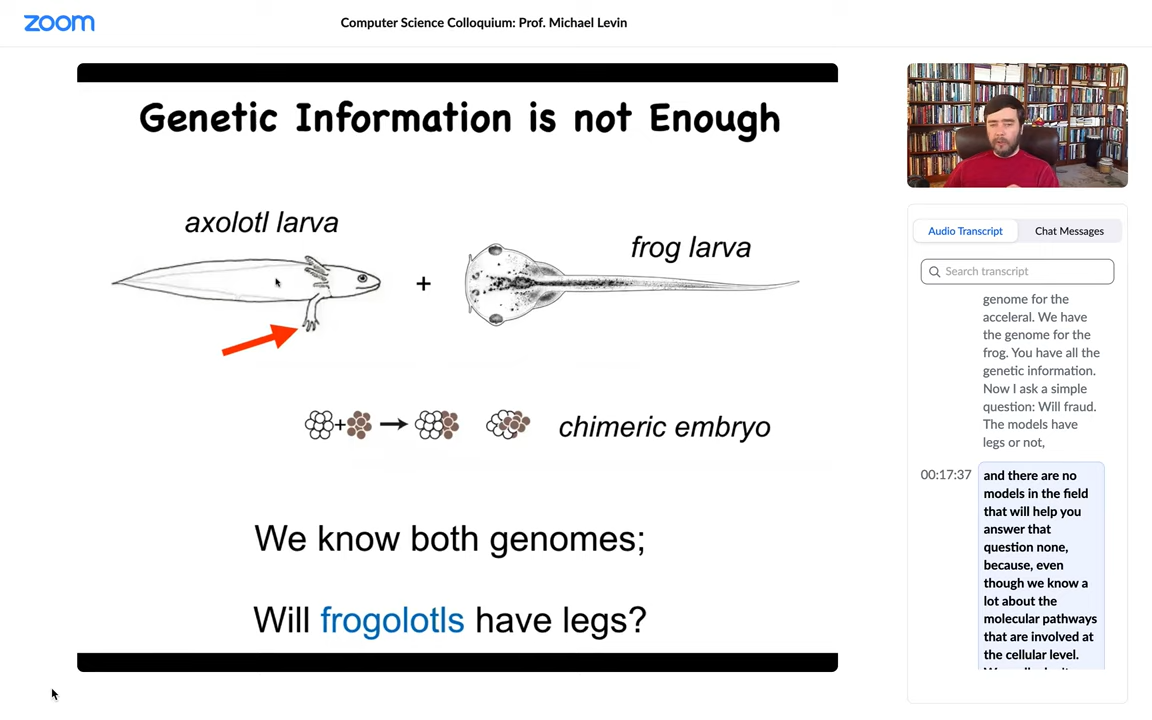 zoom
Computer Science Colloquium: Prof. Michael Levin
Genetic Information is not Enough
axolotl larva
frog larva
+
+
chimeric embryo
We know both genomes;
Will frogolotls have legs?
Audio Transcript
Chat Messages
Search transcript
genome for the
acceleral. We have
the genome for the
frog. You have all the
genetic information.
Now I ask a simple
question: Will fraud.
The models have
legs or not,
00:17:37
and there are no
models in the field
that will help you
answer that
question none,
because, even
though we know a
lot about the
molecular pathways
that are involved at
the cellular level.